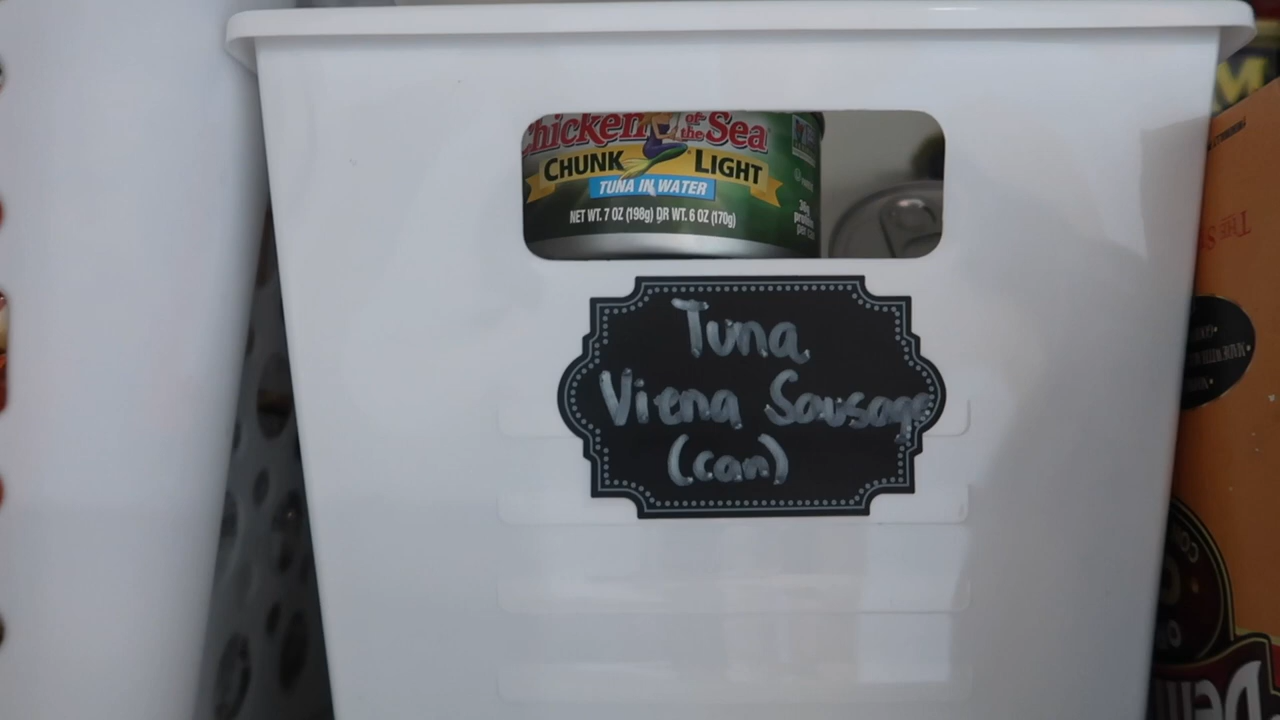 Chicken of the Sea
CHUNK LIGHT
TUNA IN WATER
NET WT. 7 OZ (198g) DR WT. 6 OZ (170g)
Tuna
Viena Sausage
(can)